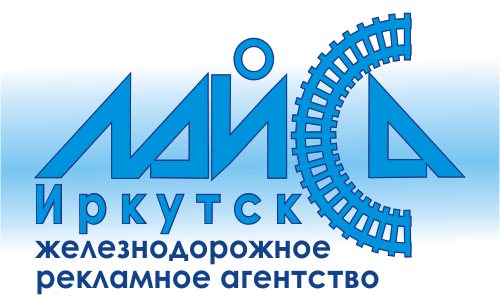 ЛАЙСА
Иркутск
железнодорожное
рекламное агентство